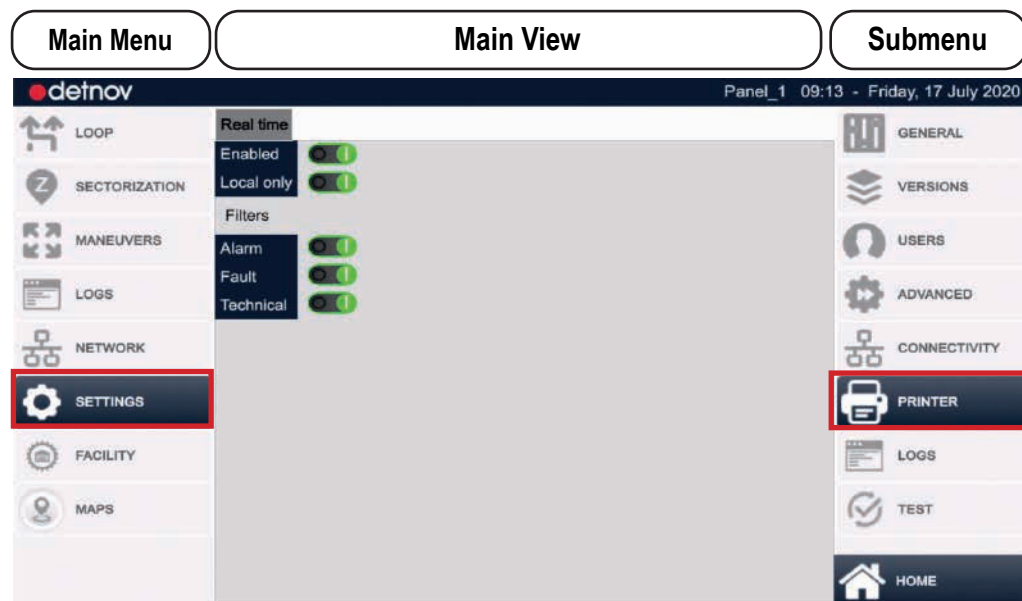 Main Menu
Main View
Submenu
detnov
Panel_1 09:13 - Friday, 17 July 2020
LOOP
SECTORIZATION
MANEUVERS
LOGS
NETWORK
SETTINGS
FACILITY
MAPS
Real time
Enabled
Local only
Filters
Alarm
Fault
Technical
GENERAL
VERSIONS
USERS
ADVANCED
CONNECTIVITY
PRINTER
LOGS
TEST
HOME